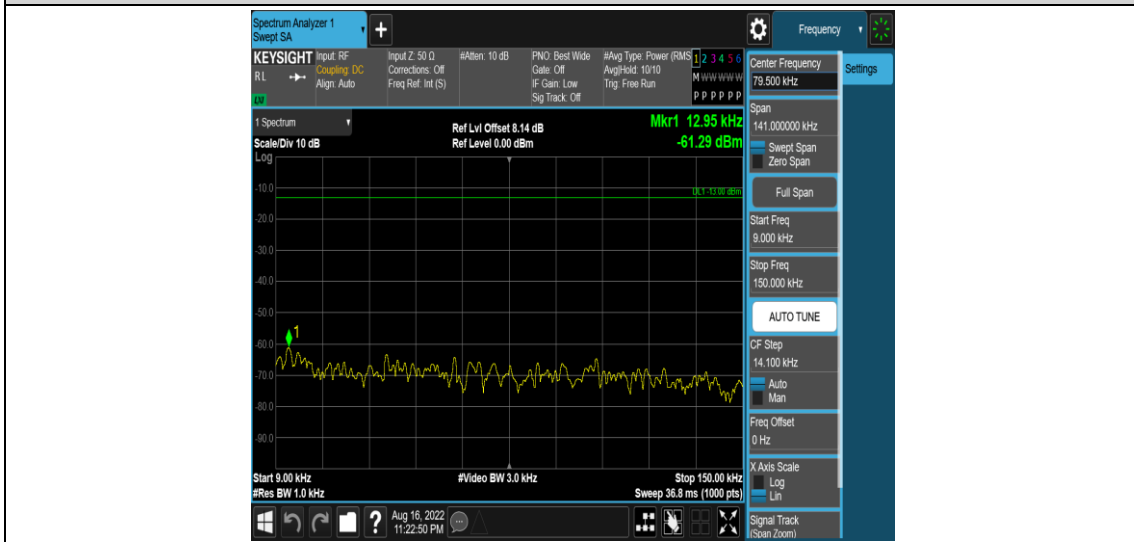 Spectrum Analyzer 1
Swept SA
+
Frequency
KEYSIGHT
RL
LXI
Input: RF
Coupling: DC
Align: Auto
Input Z: 50 Ω
Corrections: Off
Freq Ref: Int (S)
#Atten: 10 dB
PNO: Best Wide
Gate: Off
IF Gain: Low
Sig Track: Off
#Avg Type: Power (RMS
Avg|Hold: 10/10
Trig: Free Run
1 2 3 4 5 6
M W W W W W
P P P P P P
1 Spectrum
Scale/Div 10 dB
Log
Ref Lvl Offset 8.14 dB
Ref Level 0.00 dBm
Mkr1 12.95 kHz
-61.29 dBm
DL1 -13.00 dBm
1
-10.0
-20.0
-30.0
-40.0
-50.0
-60.0
-70.0
-80.0
-90.0
Start 9.00 kHz
#Res BW 1.0 kHz
#Video BW 3.0 kHz
Stop 150.00 kHz
Sweep 36.8 ms (1000 pts)
?
Aug 16, 2022
11:22:50 PM
Center Frequency
79.500 kHz
Settings
Span
141.000000 kHz
Swept Span
Zero Span
Full Span
Start Freq
9.000 kHz
Stop Freq
150.000 kHz
AUTO TUNE
CF Step
14.100 kHz
Auto
Man
Freq Offset
0 Hz
X Axis Scale
Log
Lin
Signal Track
(Span Zoom)